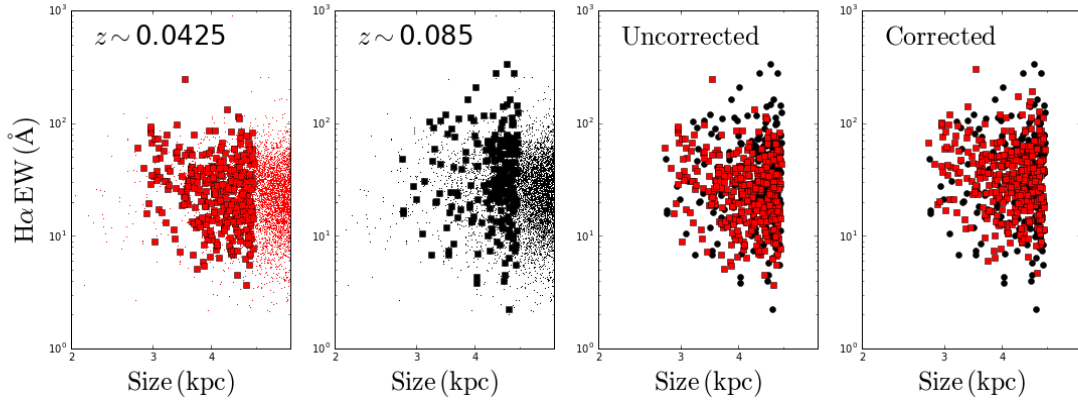 z ~ 0.0425
z ~ 0.085
Uncorrected
Corrected
Hα EW (Å)
10³
10²
10¹
10⁰
2 3 4
2 3 4
2 3 4
2 3 4
10³
10²
10¹
10⁰
10³
10²
10¹
10⁰
10³
10²
10¹
10⁰
Size (kpc)
Size (kpc)
Size (kpc)
Size (kpc)